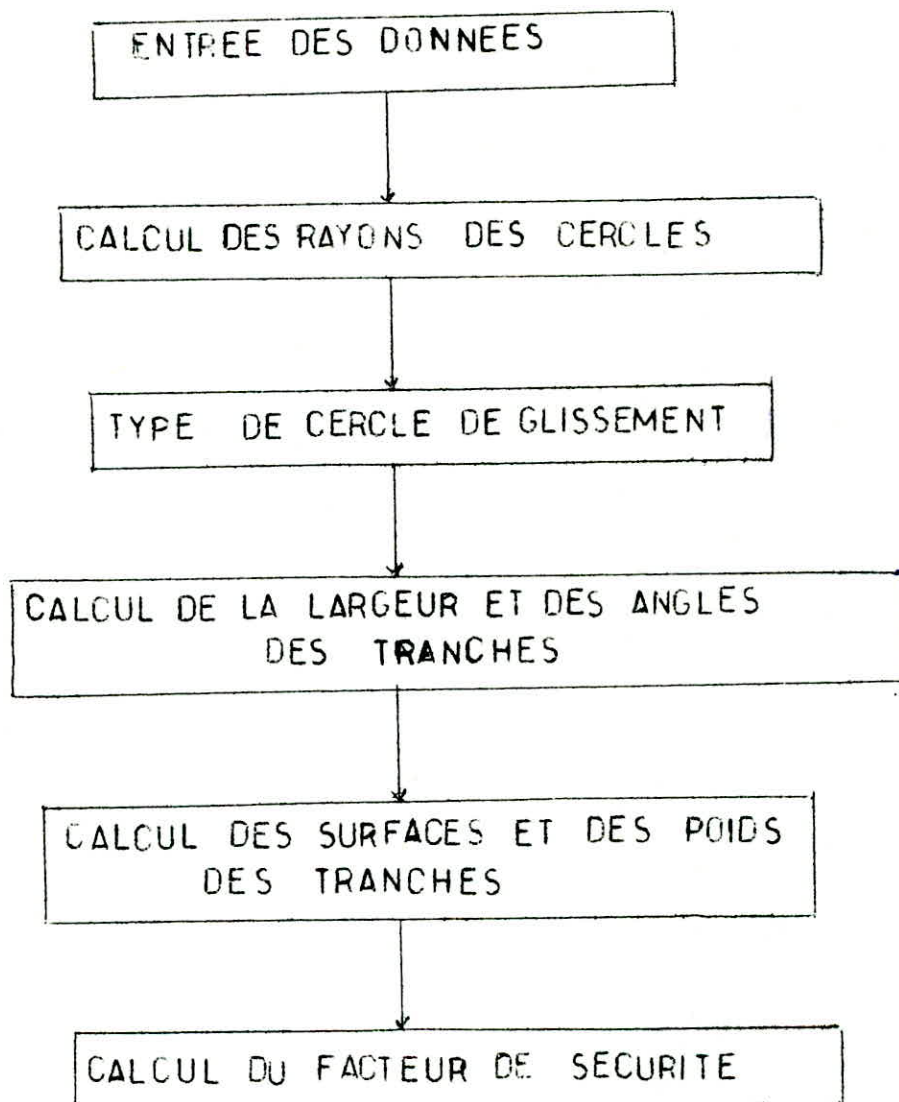 ENTREE DES DONNEES
CALCUL DES RAYONS DES CERCLES
TYPE DE CERCLE DE GLISSEMENT
CALCUL DE LA LARGEUR ET DES ANGLES
DES TRANCHES
CALCUL DES SURFACES ET DES POIDS
DES TRANCHES
CALCUL DU FACTEUR DE SECURITE